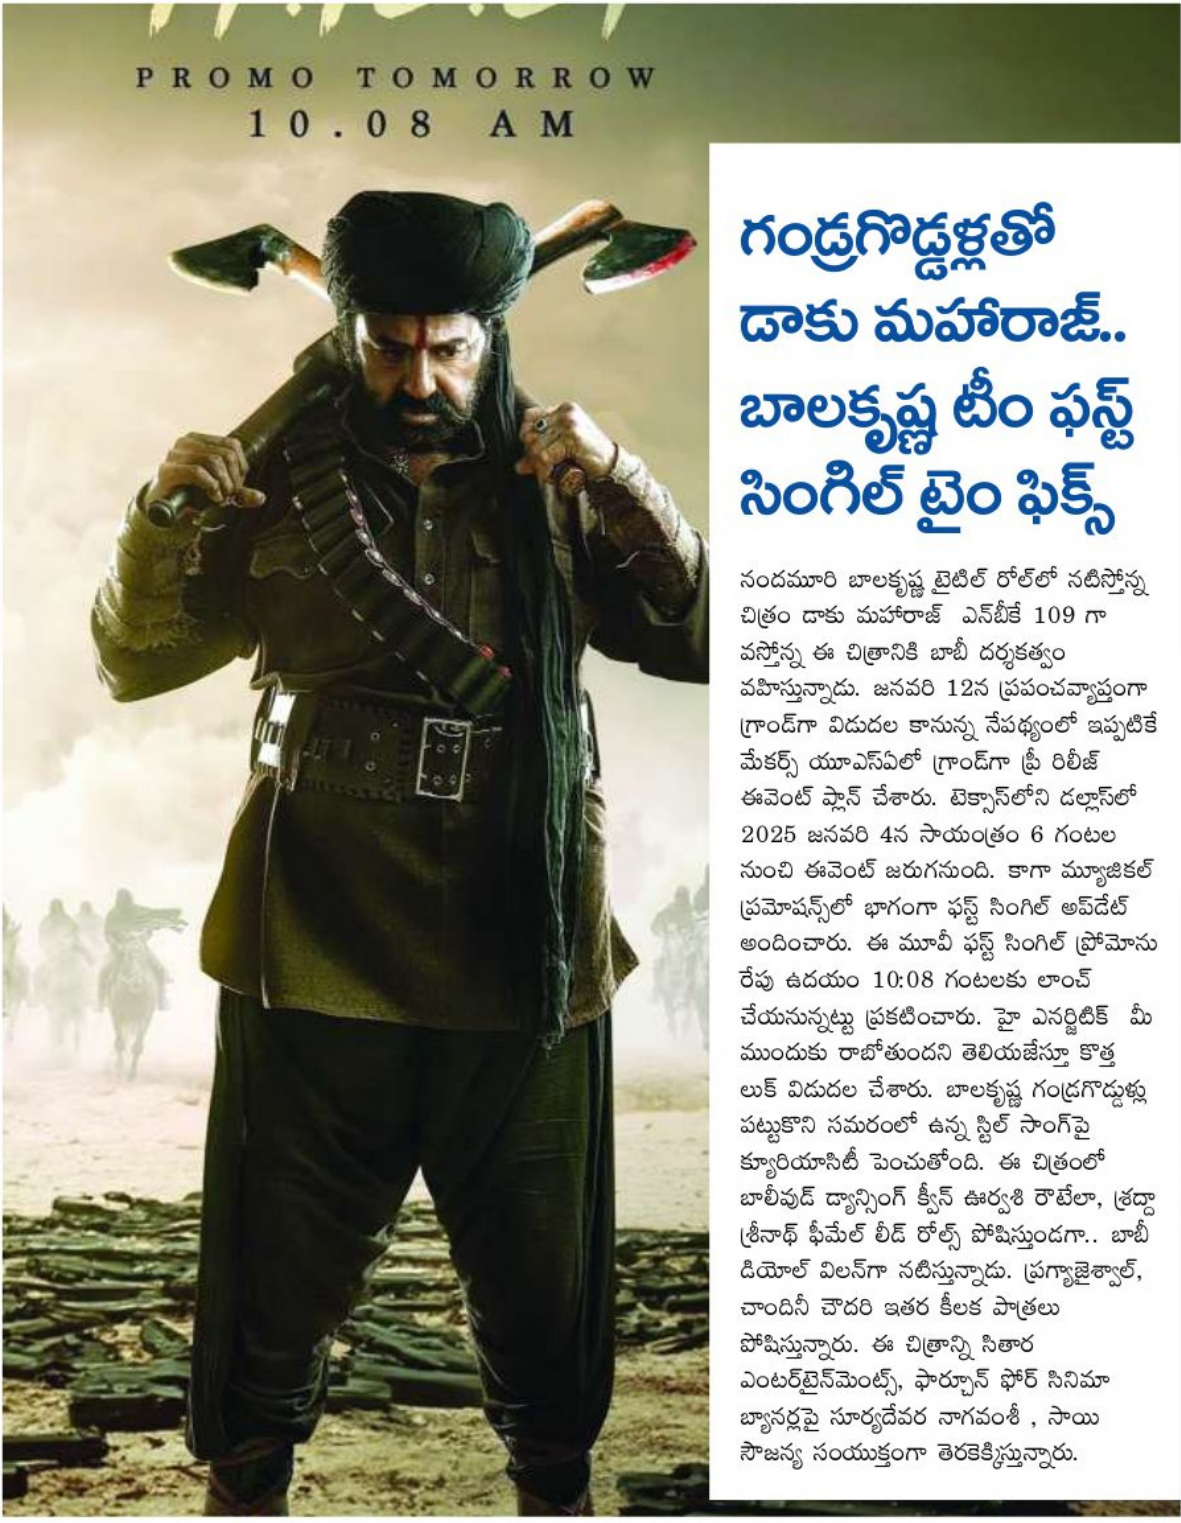 PROMO TOMORROW
10.08 AM
గండ్రగొడ్డళ్లతో
డాకు మహారాజ్..
బాలకృష్ణ టీం ఫస్ట్
సింగిల్ టైం ఫిక్స్
నందమూరి బాలకృష్ణ టైటిల్ రోల్‌లో నటిస్తోన్న
చిత్రం డాకు మహారాజ్ ఎన్‌బీకే 109 గా
వస్తోన్న ఈ చిత్రానికి బాబీ దర్శకత్వం
వహిస్తున్నాడు. జనవరి 12న ప్రపంచవ్యాప్తంగా
గ్రాండ్‌గా విడుదల కానున్న నేపథ్యంలో ఇప్పటికే
మేకర్స్ యూఎస్‌ఏలో గ్రాండ్‌గా ప్రీ రిలీజ్
ఈవెంట్ ప్లాన్ చేశారు. టెక్సాస్‌లోని డల్లాస్‌లో
2025 జనవరి 4న సాయంత్రం 6 గంటల
నుంచి ఈవెంట్ జరుగనుంది. కాగా మ్యూజికల్
ప్రమోషన్స్‌లో భాగంగా ఫస్ట్ సింగిల్ అప్‌డేట్
అందించారు. ఈ మూవీ ఫస్ట్ సింగిల్ ప్రోమోను
రేపు ఉదయం 10:08 గంటలకు లాంచ్
చేయనున్నట్టు ప్రకటించారు. హై ఎనర్జిటిక్ మీ
ముందుకు రాబోతుందని తెలియజేస్తూ కొత్త
లుక్ విడుదల చేశారు. బాలకృష్ణ గండ్రగొడ్డుళ్లు
పట్టుకొని సమరంలో ఉన్న స్టిల్ సాంగ్‌పై
క్యూరియాసిటీ పెంచుతోంది. ఈ చిత్రంలో
బాలీవుడ్ డ్యాన్సింగ్ క్వీన్ ఊర్వశి రౌటేలా, శ్రద్దా
శ్రీనాథ్ ఫీమేల్ లీడ్ రోల్స్ పోషిస్తుండగా.. బాబీ
డియోల్ విలన్‌గా నటిస్తున్నాడు. ప్రగ్యాజైశ్వాల్,
చాందినీ చౌదరి ఇతర కీలక పాత్రలు
పోషిస్తున్నారు. ఈ చిత్రాన్ని సితార
ఎంటర్‌టైన్‌మెంట్స్, ఫార్చూన్ ఫోర్ సినిమా
బ్యానర్లపై సూర్యదేవర నాగవంశీ , సాయి
సౌజన్య సంయుక్తంగా తెరకెక్కిస్తున్నారు.